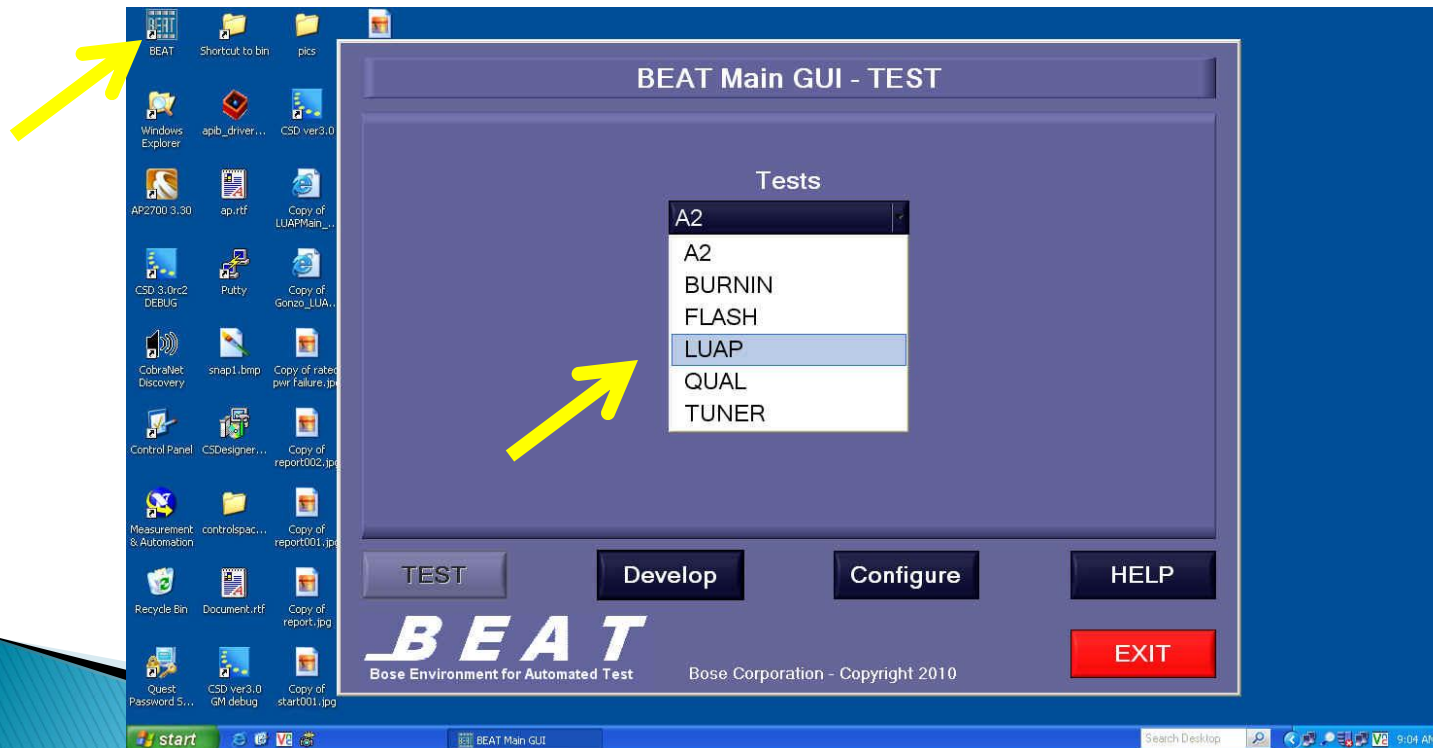 BEAT
Shortcut to bin
pics
Windows
Explorer
apib_driver...
CSD ver3.0
AP2700 3.30
ap.rtf
Copy of
LUAPMain_...
CSD 3.0rc2
DEBUG
Putty
Copy of
Gonzo_LUA...
CobraNet
Discovery
snap1.bmp
Copy of rated
pwr failure.jp
Control Panel
CSDesigner...
Copy of
report002.jpg
Measurement
& Automation
controlspac...
Copy of
report001.jpg
Recycle Bin
Document.rtf
Copy of
report.jpg
Quest
Password S...
CSD ver3.0
GM debug
Copy of
start001.jpg
BEAT Main GUI - TEST
Tests
A2
A2
BURNIN
FLASH
LUAP
QUAL
TUNER
TEST
Develop
Configure
HELP
BEAT
Bose Environment for Automated Test
Bose Corporation - Copyright 2010
EXIT
start
BEAT Main GUI
Search Desktop
9:04 AM